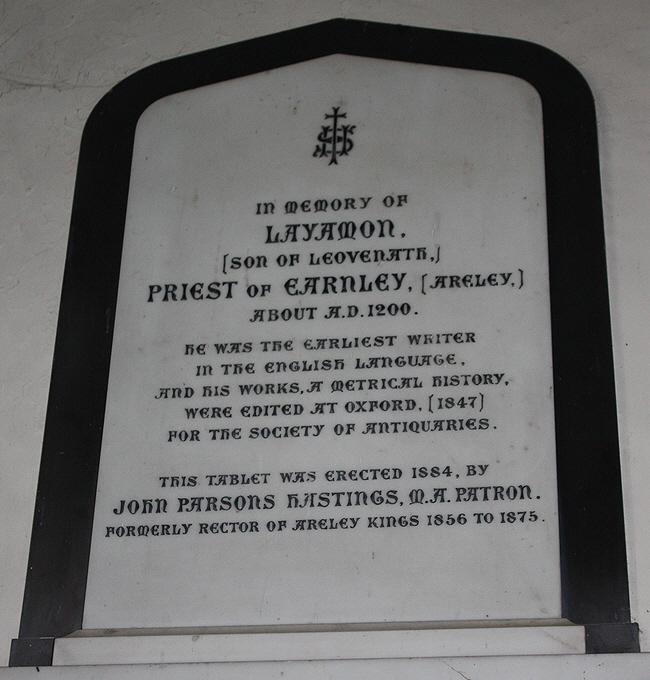 IHS
IN MEMORY OF
LAYAMON,
[SON OF LEOVENATH,]
PRIEST OF EARNLEY, [ARELEY,]
ABOUT A.D. 1200.
HE WAS THE EARLIEST WRITER
IN THE ENGLISH LANGUAGE,
AND HIS WORKS, A METRICAL HISTORY,
WERE EDITED AT OXFORD, [1847]
FOR THE SOCIETY OF ANTIQUARIES.
THIS TABLET WAS ERECTED 1884, BY
JOHN PARSONS HASTINGS, M.A. PATRON.
FORMERLY RECTOR OF ARELEY KINGS 1856 TO 1875.